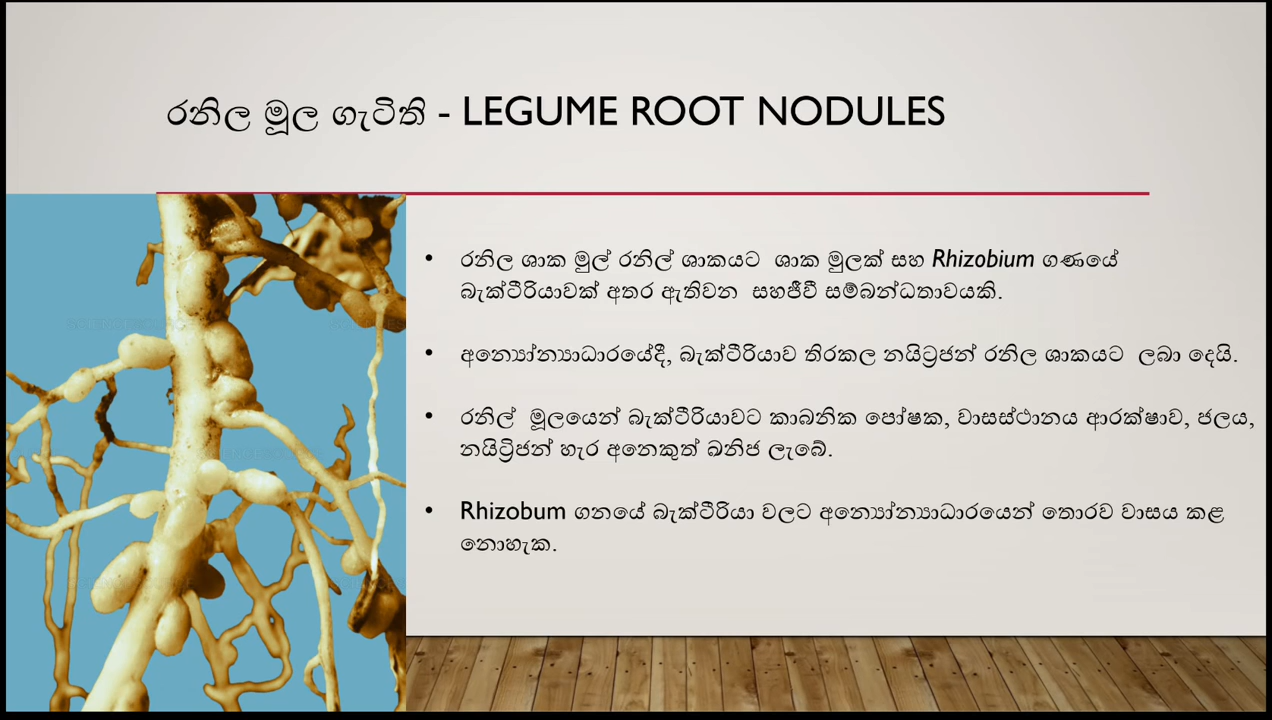 රනිල මූල ගැටිති - LEGUME ROOT NODULES
• රනිල ශාක මුල් රනිල් ශාකයට ශාක මුලක් සහ Rhizobium ගණයේ
බැක්ටීරියාවක් අතර ඇතිවන සහජීවී සම්බන්ධතාවයකි.
• අන්‍යෝන්‍යාධාරයේදී, බැක්ටීරියාව තිරකල නයිට්‍රජන් රනිල ශාකයට ලබා දෙයි.
• රනිල් මූලයෙන් බැක්ටීරියාවට කාබනික පෝෂක, වාසස්ථානය ආරක්ෂාව, ජලය,
නයිට්‍රිජන් හැර අනෙකුත් ඛනිජ ලැබේ.
• Rhizobum ගනයේ බැක්ටීරියා වලට අන්‍යෝන්‍යාධාරයෙන් තොරව වාසය කළ
නොහැක.